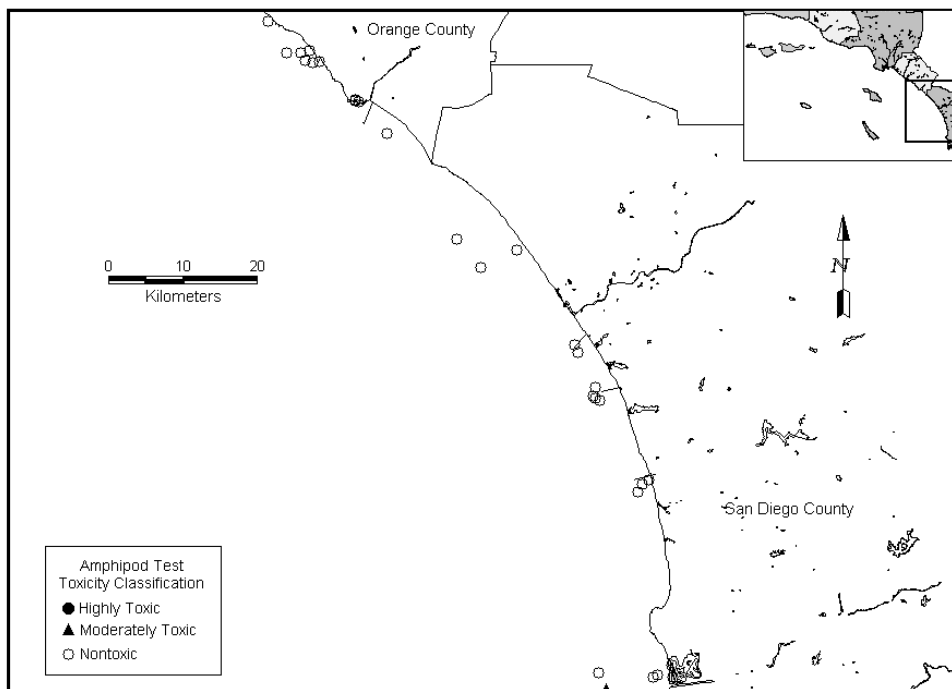 Orange County
0 10 20
Kilometers
N
San Diego County
Amphipod Test
Toxicity Classification
Highly Toxic
Moderately Toxic
Nontoxic